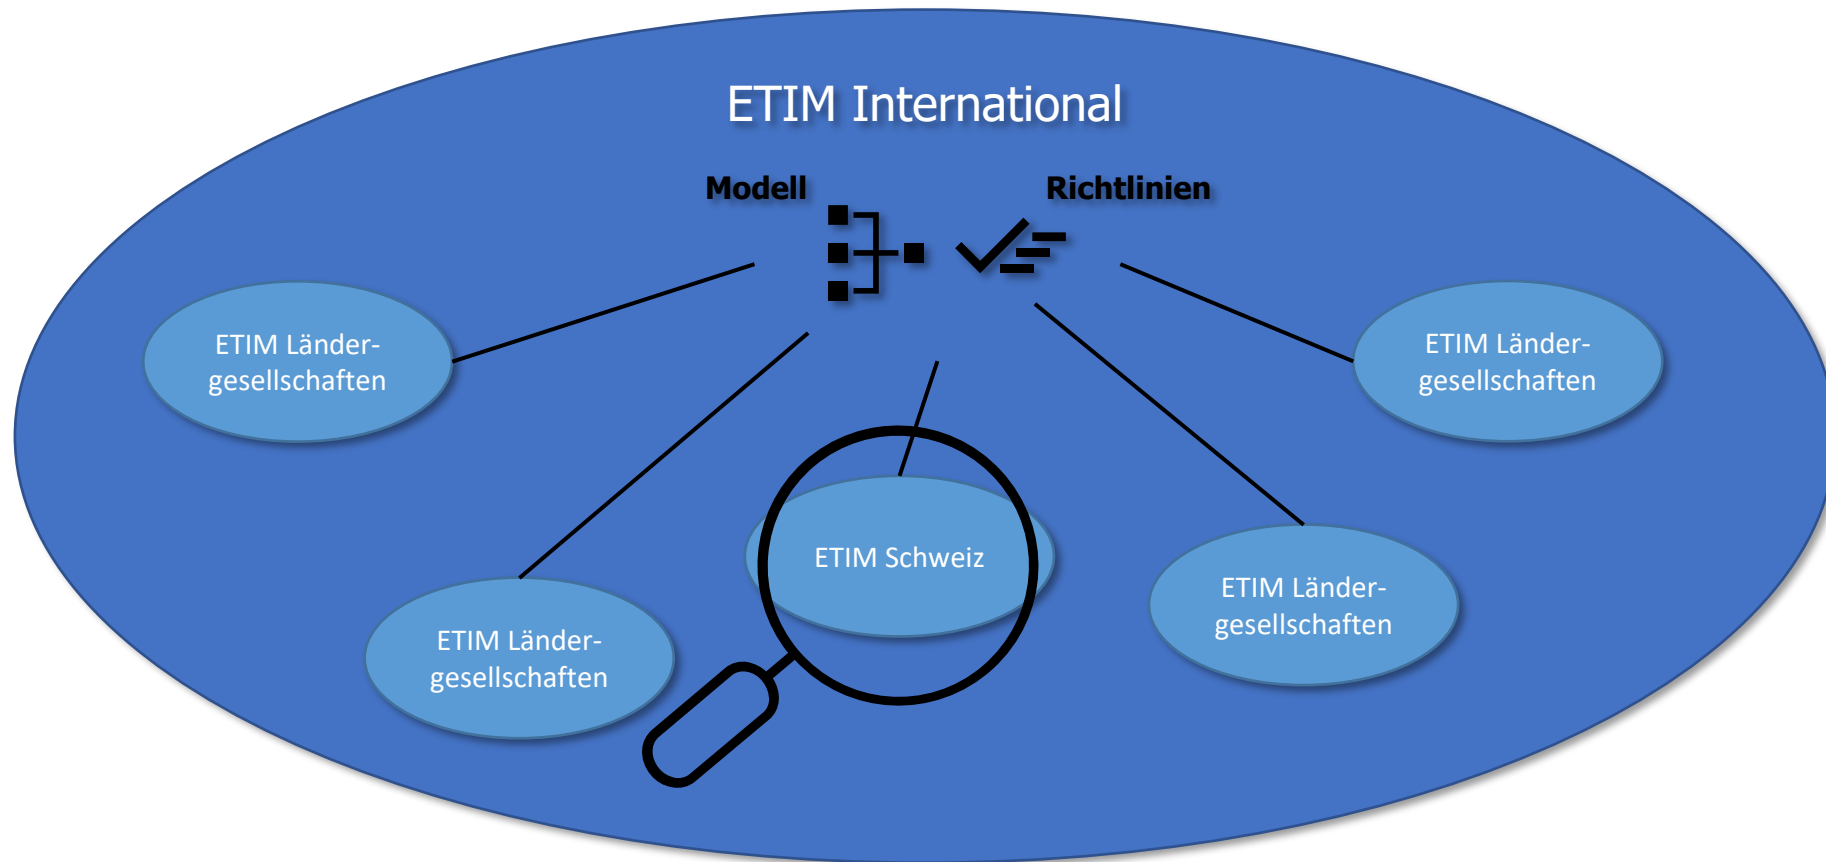 ETIM International
Modell
Richtlinien
ETIM Länder-
gesellschaften
ETIM Länder-
gesellschaften
ETIM Schweiz
ETIM Länder-
gesellschaften
ETIM Länder-
gesellschaften